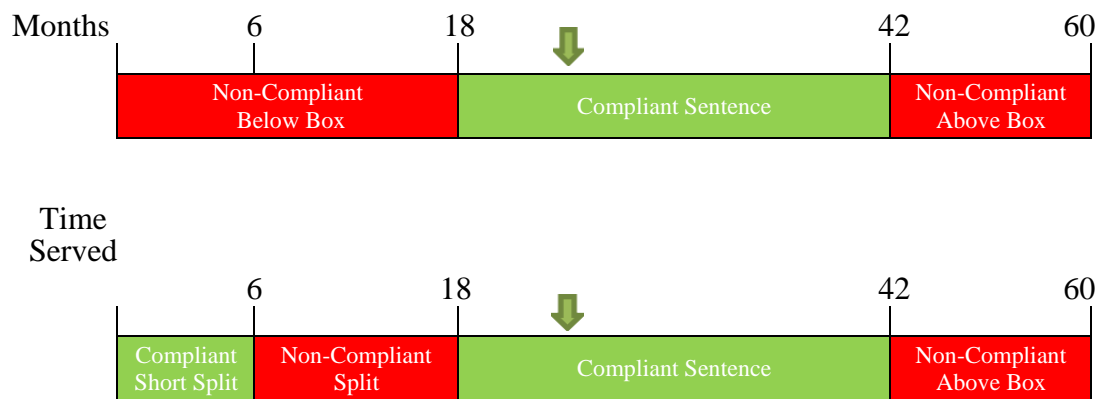 Months 6 18 42 60
Non-Compliant
Below Box
Compliant Sentence
Non-Compliant
Above Box
Time
Served
6 18 42 60
Compliant
Short Split
Non-Compliant
Split
Compliant Sentence
Non-Compliant
Above Box